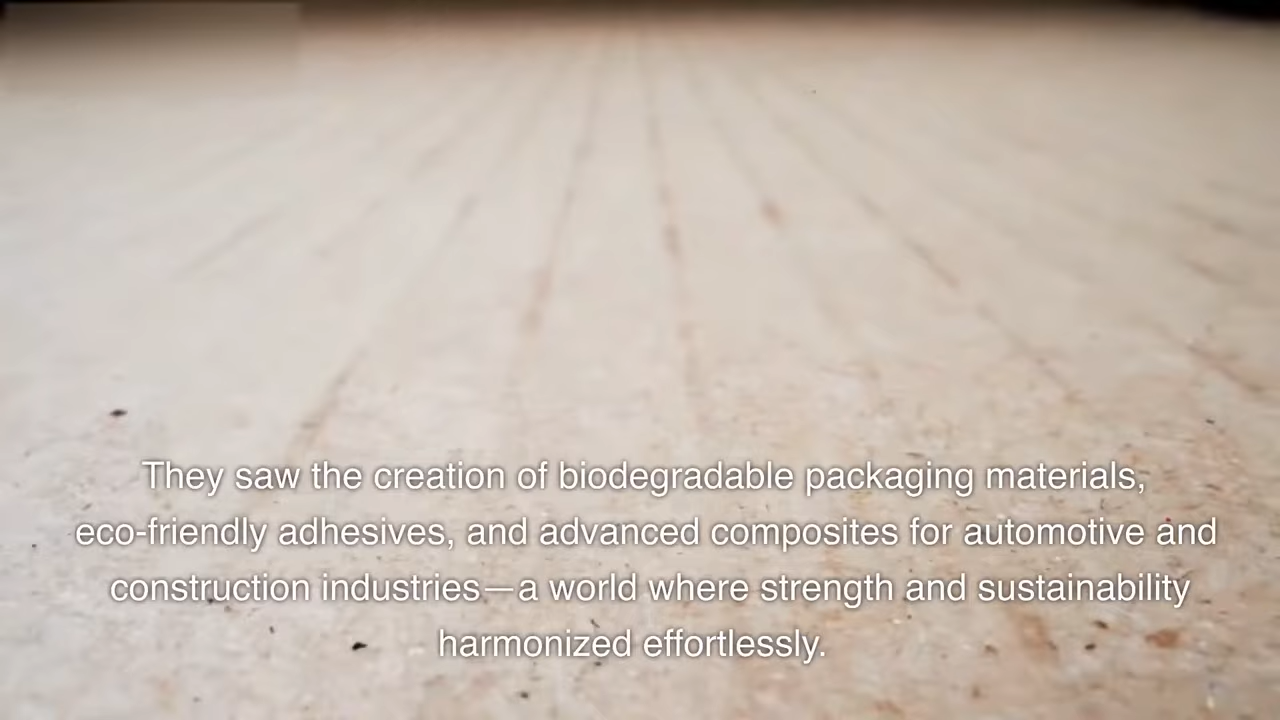 They saw the creation of biodegradable packaging materials,
eco-friendly adhesives, and advanced composites for automotive and
construction industries—a world where strength and sustainability
harmonized effortlessly.